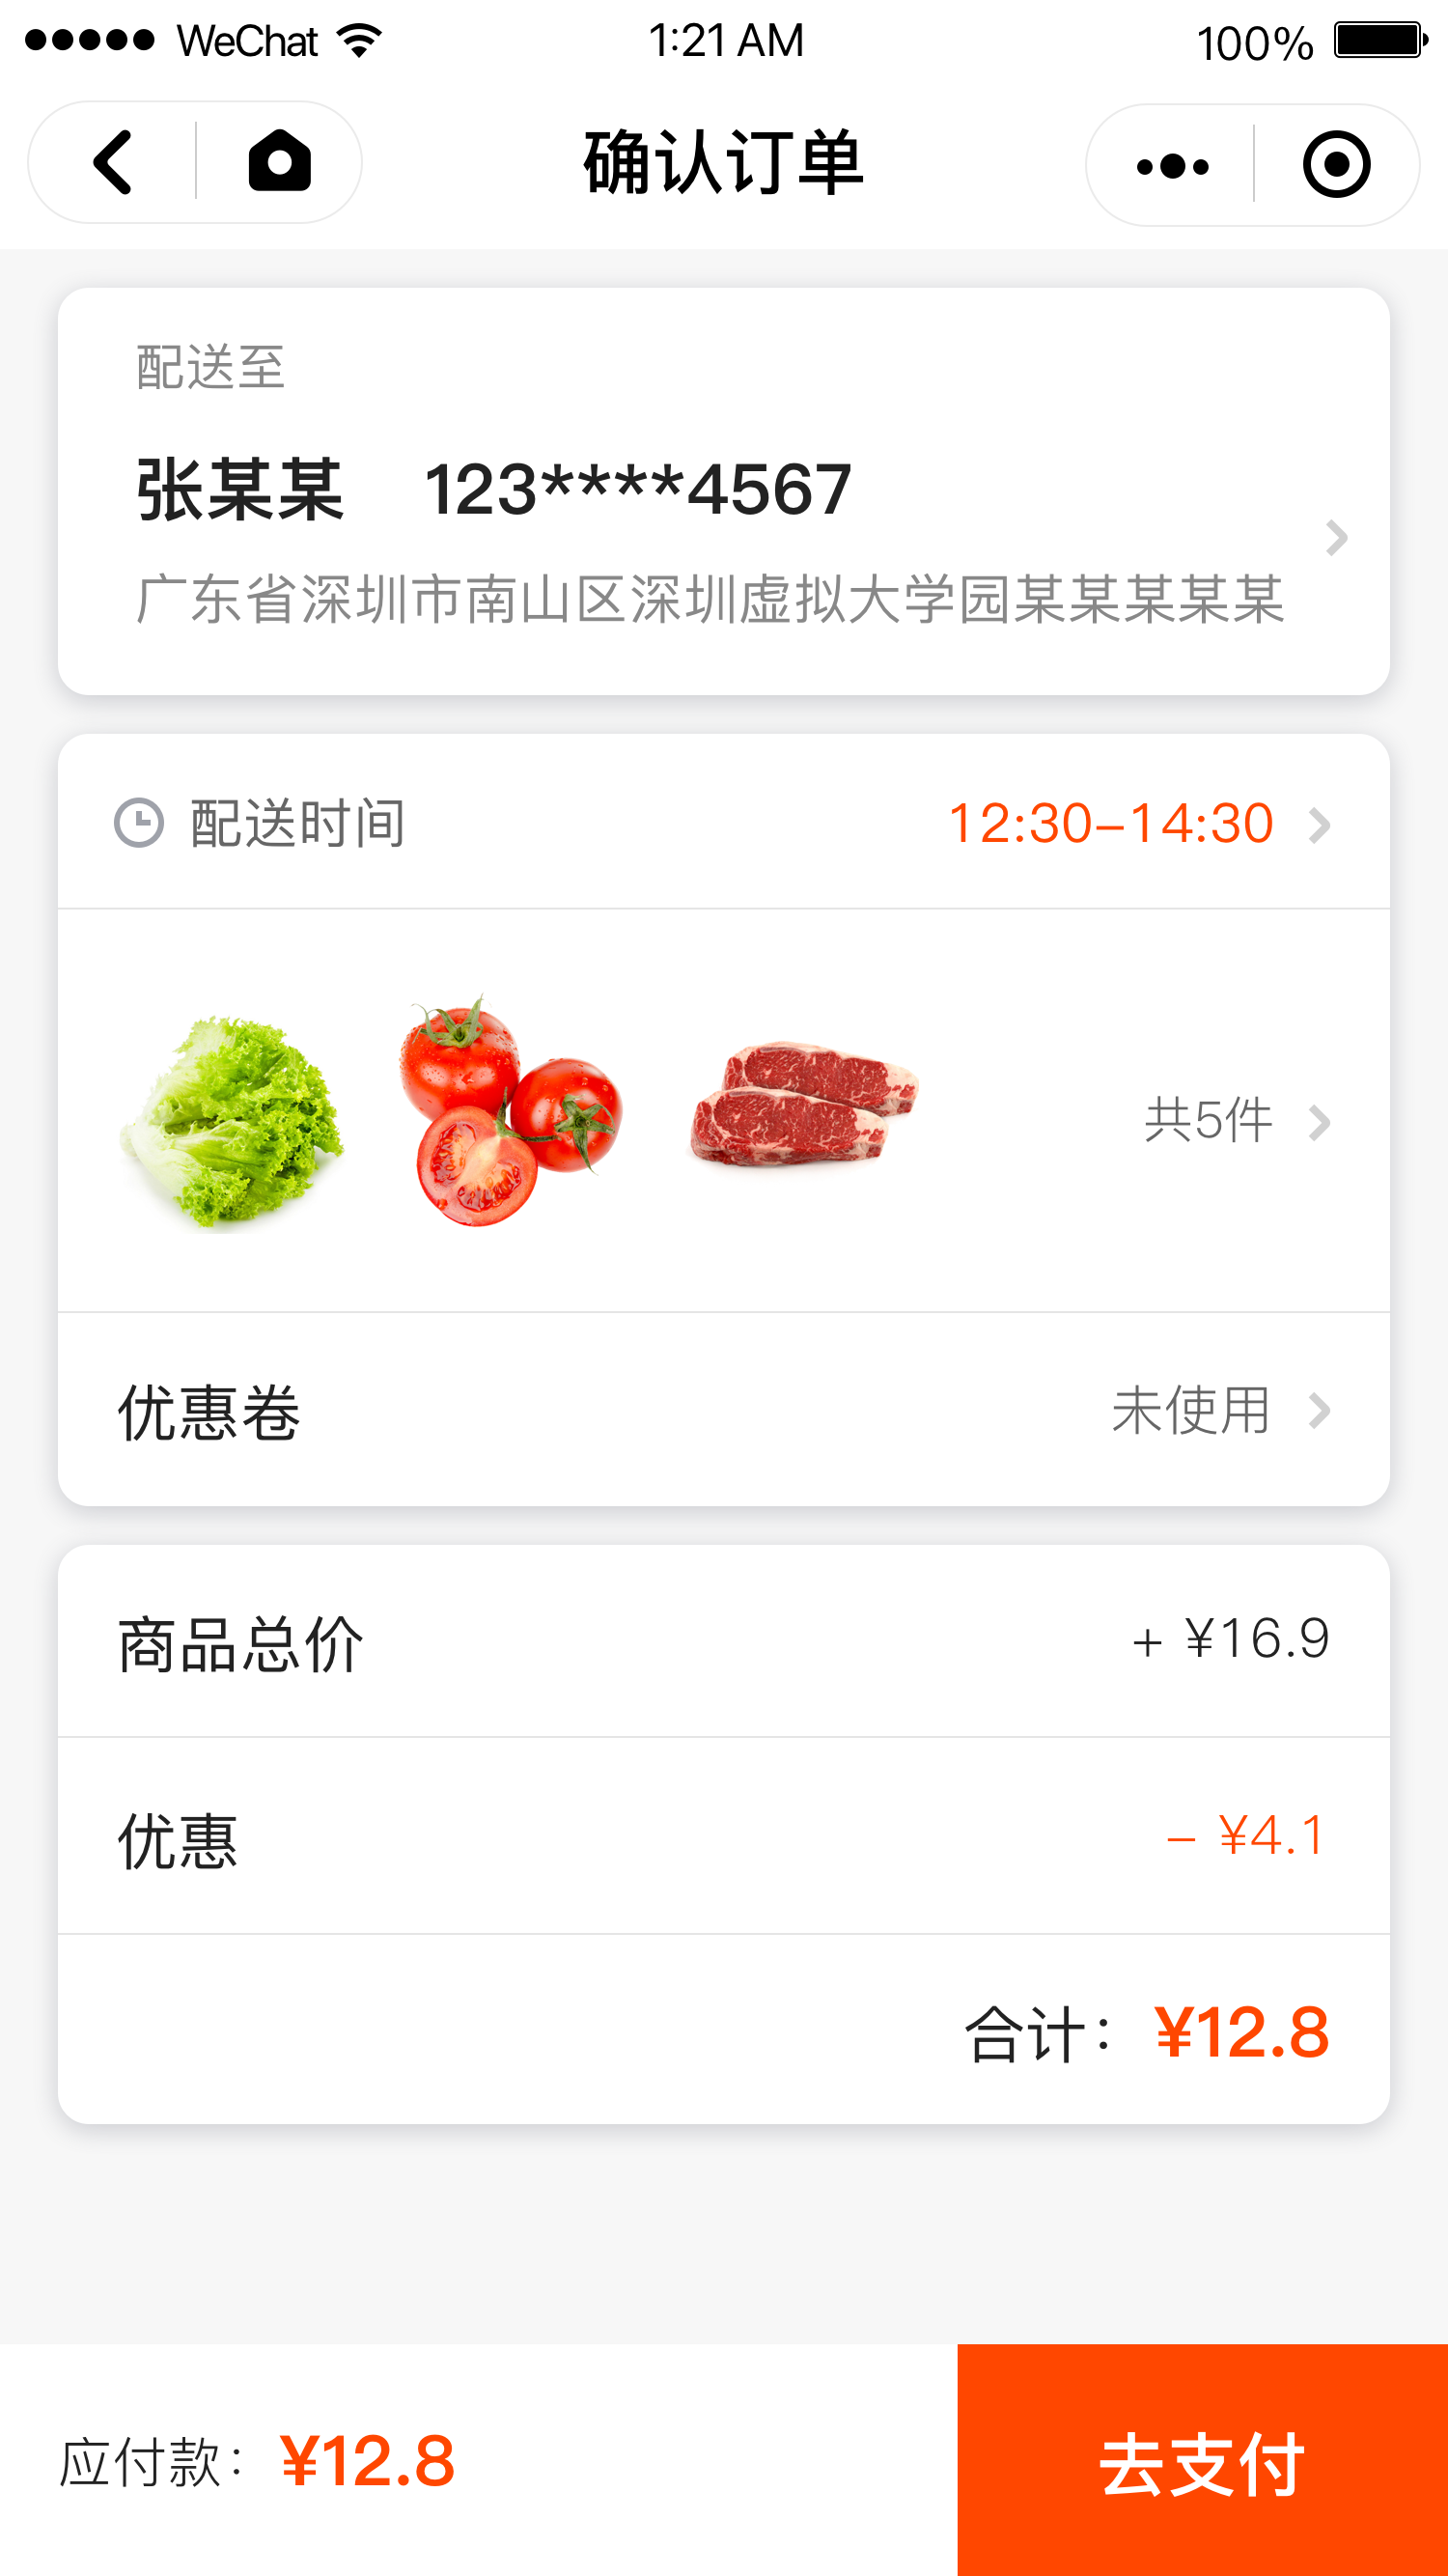 WeChat 1:21 AM 100%
确认订单
配送至
张某某 123****4567
广东省深圳市南山区深圳虚拟大学园某某某某某
配送时间 12:30-14:30
共5件
优惠卷 未使用
商品总价 + ¥16.9
优惠 - ¥4.1
合计：¥12.8
应付款：¥12.8 去支付